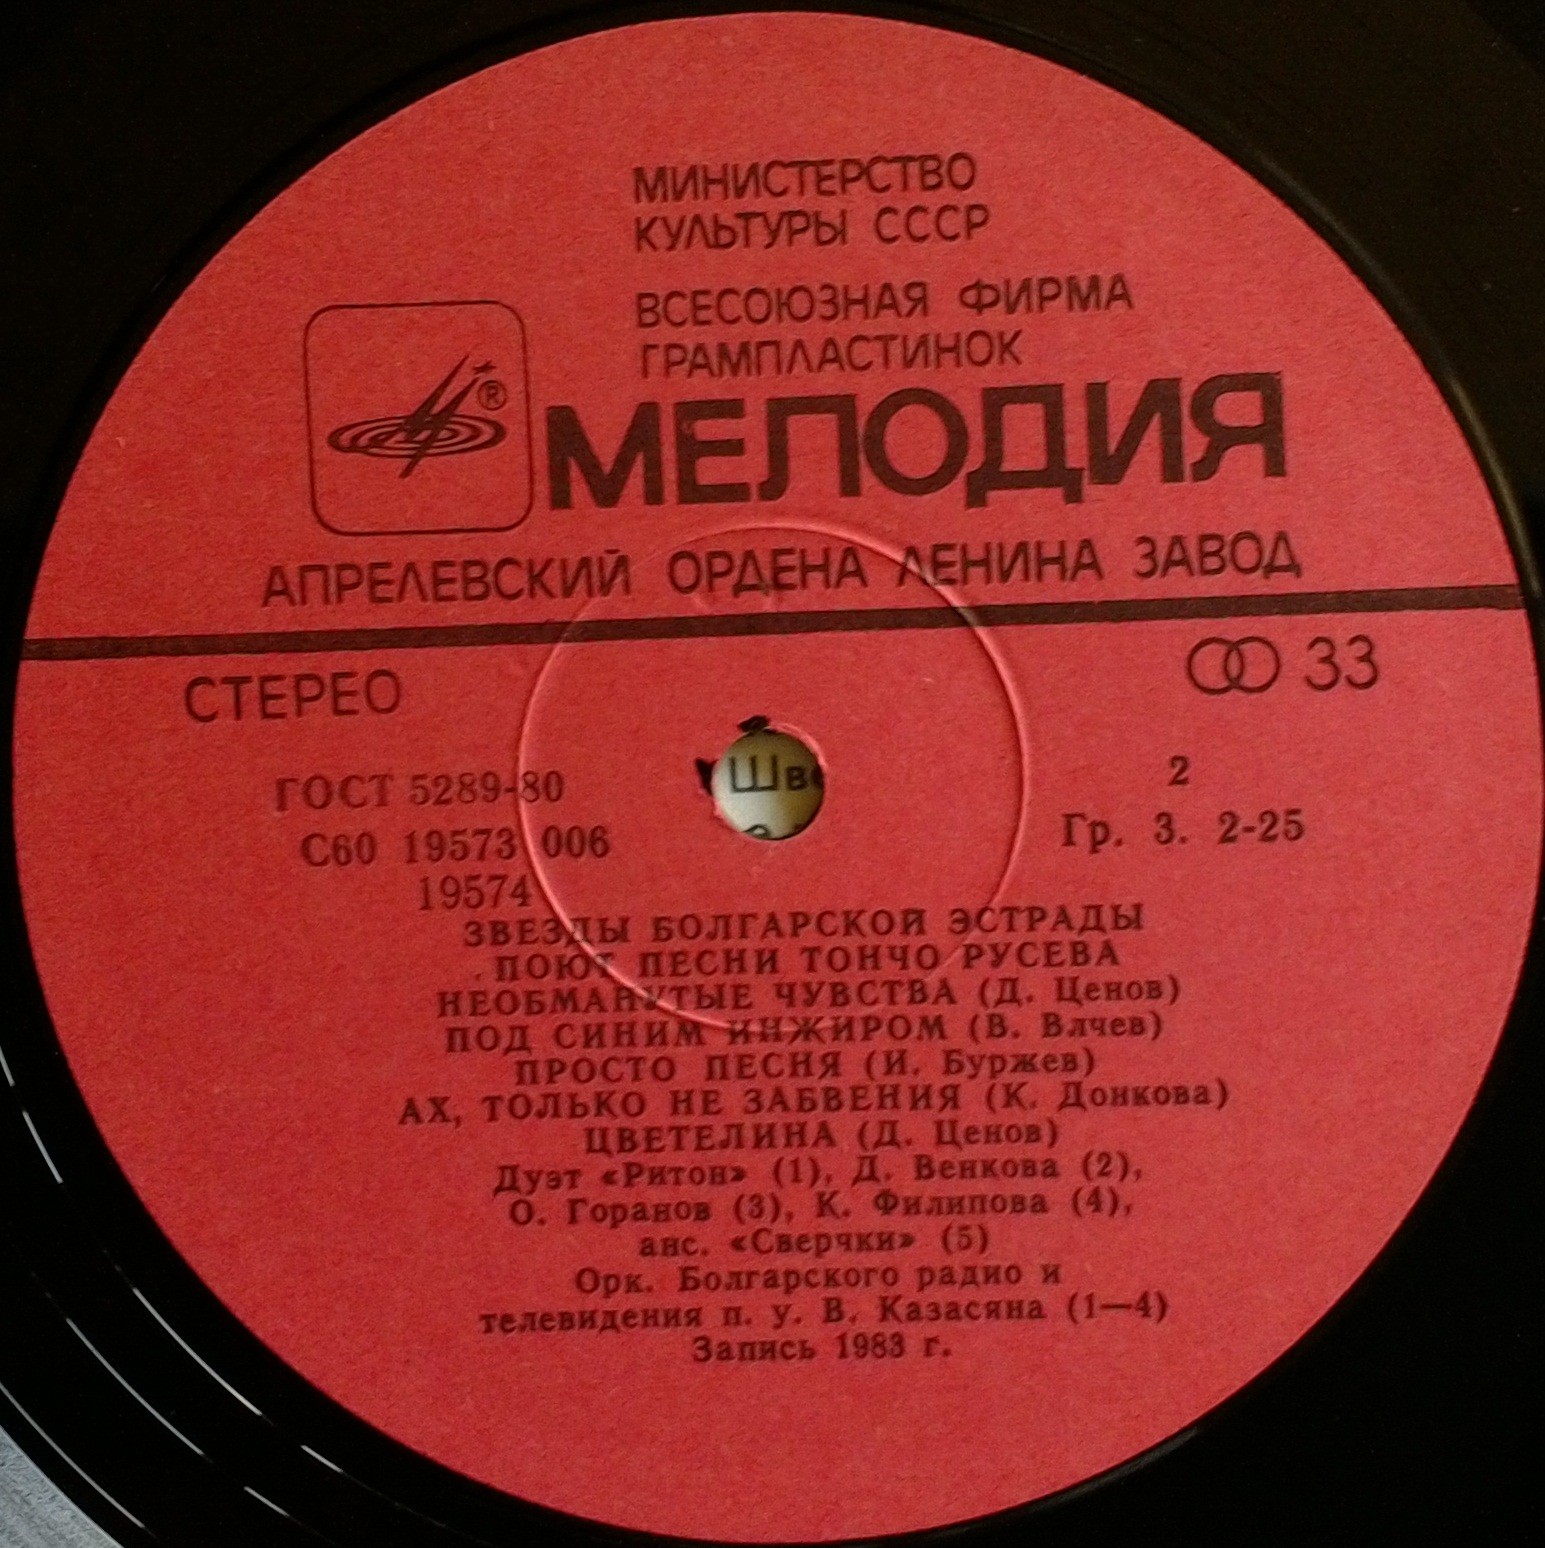 МИНИСТЕРСТВО
КУЛЬТУРЫ СССР
ВСЕСОЮЗНАЯ ФИРМА
ГРАМПЛАСТИНОК
®
МЕЛОДИЯ
АПРЕЛЕВСКИЙ ОРДЕНА ЛЕНИНА ЗАВОД
СТЕРЕО
33
ГОСТ 5289-80
2
С60 19573 006
Гр. 3. 2-25
19574
ЗВЕЗДЫ БОЛГАРСКОЙ ЭСТРАДЫ
ПОЮТ ПЕСНИ ТОНЧО РУСЕВА
НЕОБМАНУТЫЕ ЧУВСТВА (Д. Ценов)
ПОД СИНИМ ИНЖИРОМ (В. Влчев)
ПРОСТО ПЕСНЯ (И. Буржев)
АХ, ТОЛЬКО НЕ ЗАБВЕНИЯ (К. Донкова)
ЦВЕТЕЛИНА (Д. Ценов)
Дуэт «Ритон» (1), Д. Венкова (2),
О. Горанов (3), К. Филипова (4),
анс. «Сверчки» (5)
Орк. Болгарского радио и
телевидения п. у. В. Казасяна (1—4)
Запись 1983 г.